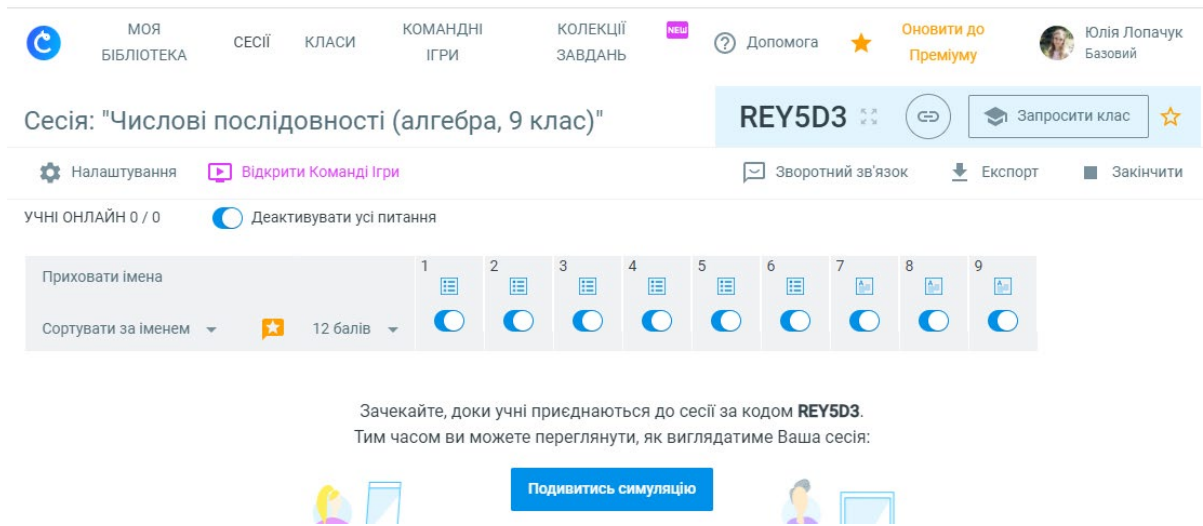 МОЯ БІБЛІОТЕКА
СЕСІЇ
КЛАСИ
КОМАНДНІ ІГРИ
КОЛЕКЦІЇ ЗАВДАНЬ
NEW
Допомога
Оновити до Преміуму
Юлія Лопачук
Базовий
Сесія: "Числові послідовності (алгебра, 9 клас)"
REY5D3
Запросити клас
Налаштування
Відкрити Команді Ігри
Зворотний зв'язок
Експорт
Закінчити
УЧНІ ОНЛАЙН 0 / 0
Деактивувати усі питання
Приховати імена
1 2 3 4 5 6 7 8 9
Сортувати за іменем
12 балів
Зачекайте, доки учні приєднаються до сесії за кодом REY5D3.
Тим часом ви можете переглянути, як виглядатиме Ваша сесія:
Подивитись симуляцію